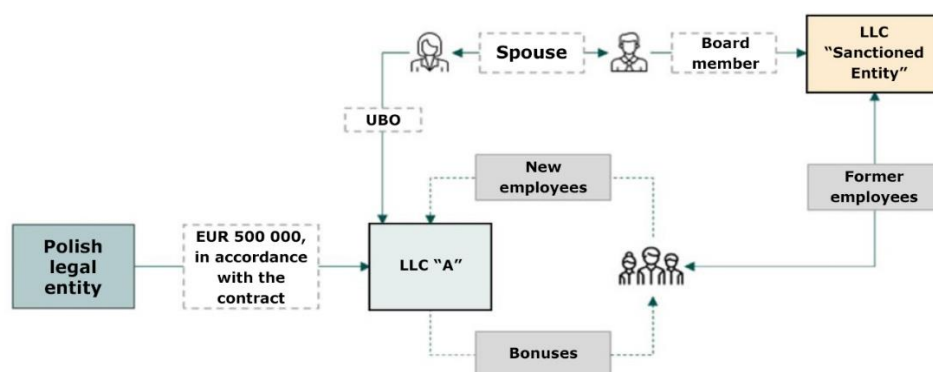 Spouse
Board
member
LLC
“Sanctioned
Entity”
UBO
New
employees
Former
employees
Polish
legal
entity
EUR 500 000,
in accordance
with the
contract
LLC “A”
Bonuses